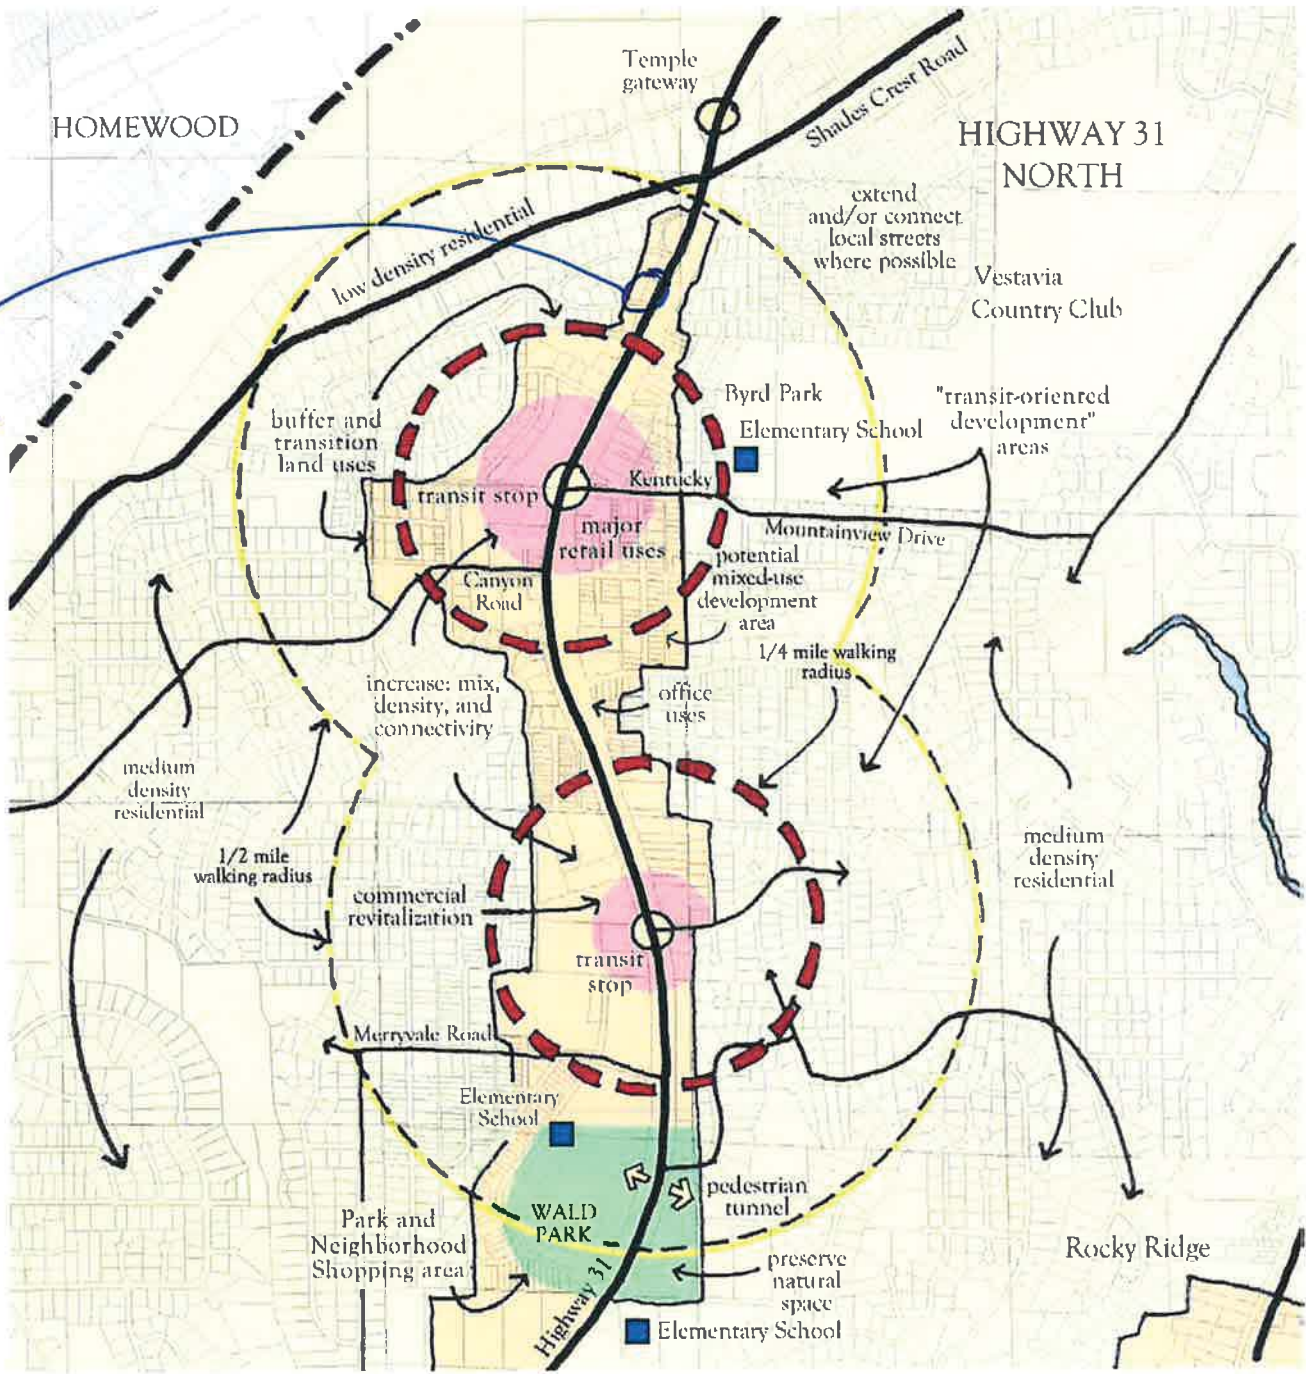 Temple
gateway
HOMEWOOD
Shades Crest Road
HIGHWAY 31
NORTH
extend
and/or connect
local streets
where possible
low density residential
Vestavia
Country Club
Byrd Park
Elementary School
"transit-oriented
development"
areas
buffer and
transition
land uses
transit stop
Kentucky
major
retail uses
Mountainview Drive
Canyon
Road
potential
mixed-use
development
area
1/4 mile walking
radius
increase: mix,
density, and
connectivity
office
uses
medium
density
residential
1/2 mile
walking radius
medium
density
residential
commercial
revitalization
transit
stop
Merryvale Road
Elementary
School
WALD
PARK
pedestrian
tunnel
Park and
Neighborhood
Shopping area
preserve
natural
space
Rocky Ridge
Highway 31
Elementary School